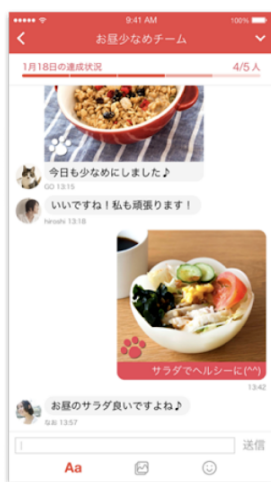 9:41 AM
100%
お昼少なめチーム
1月18日の達成状況
4/5人
今日も少なめにしました♪
GO 13:15
いいですね！私も頑張ります！
hiroshi 13:18
サラダでヘルシーに(^^)
13:42
お昼のサラダ良いですよね♪
13:57
送信
Aa